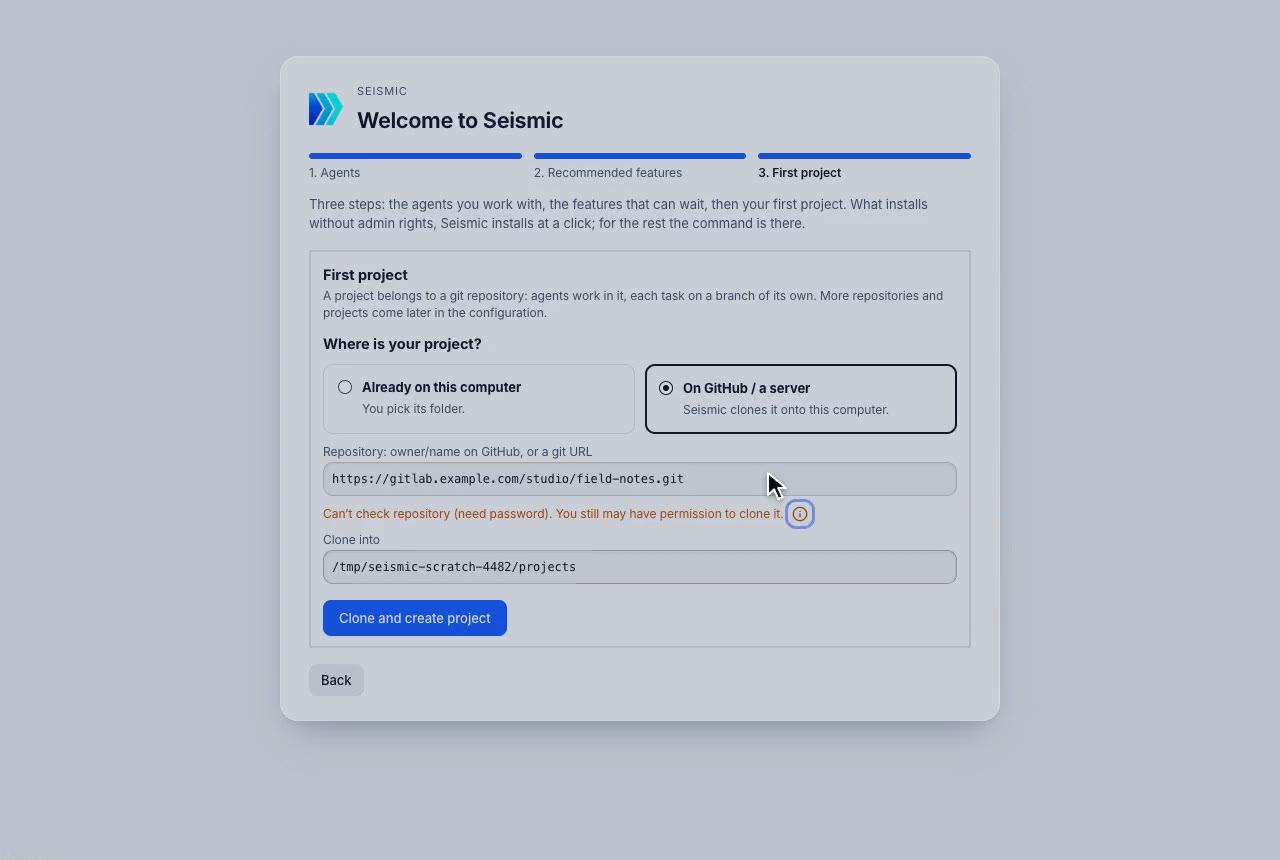 SEISMIC
Welcome to Seismic
1. Agents
2. Recommended features
3. First project
Three steps: the agents you work with, the features that can wait, then your first project. What installs
without admin rights, Seismic installs at a click; for the rest the command is there.
First project
A project belongs to a git repository: agents work in it, each task on a branch of its own. More repositories and
projects come later in the configuration.
Where is your project?
Already on this computer
You pick its folder.
On GitHub / a server
Seismic clones it onto this computer.
Repository: owner/name on GitHub, or a git URL
https://gitlab.example.com/studio/field-notes.git
Can't check repository (need password). You still may have permission to clone it.
Clone into
/tmp/seismic-scratch-4482/projects
Clone and create project
Back